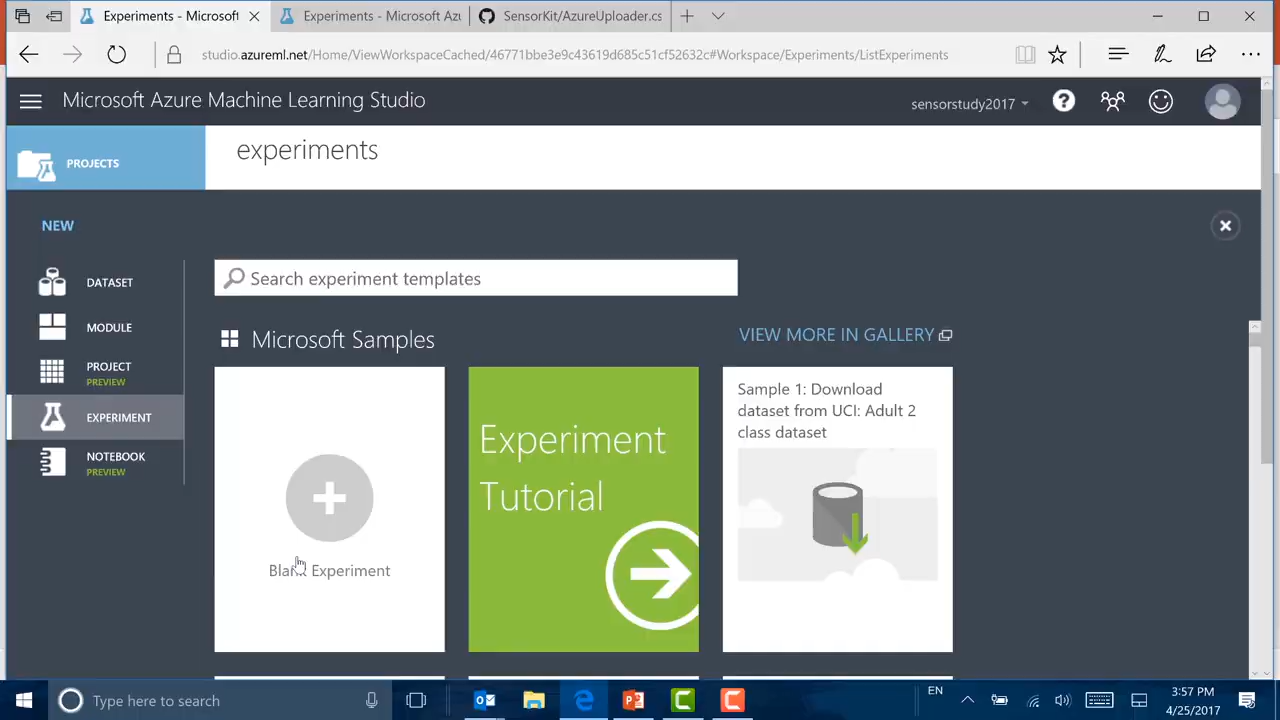 Experiments - Microsoft
Experiments - Microsoft Azu
SensorKit/AzureUploader.cs
studio.azureml.net/Home/ViewWorkspaceCached/46771bbe3e9c43619d685c51cf52632c#Workspace/Experiments/ListExperiments
Microsoft Azure Machine Learning Studio
sensorstudy2017
PROJECTS
experiments
NEW
DATASET
MODULE
PROJECT
PREVIEW
EXPERIMENT
NOTEBOOK
PREVIEW
Search experiment templates
Microsoft Samples
VIEW MORE IN GALLERY
Blank Experiment
Experiment
Tutorial
Sample 1: Download
dataset from UCI: Adult 2
class dataset
Type here to search
EN
3:57 PM
4/25/2017